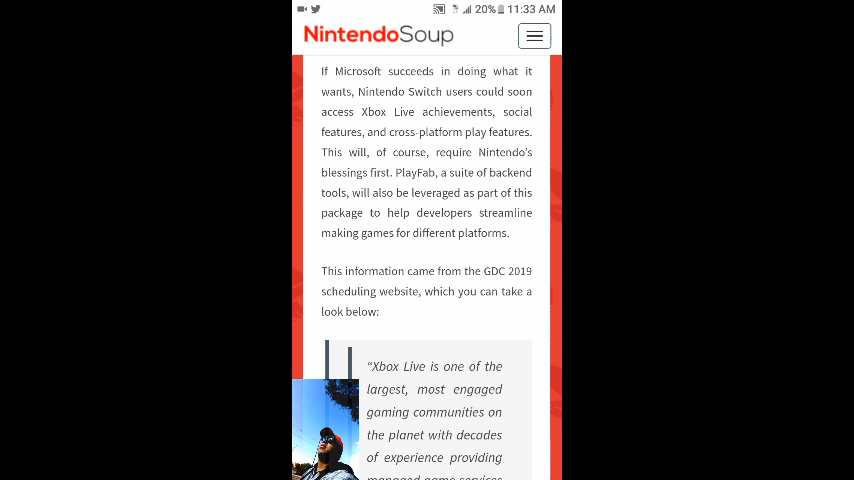 20% 11:33 AM
NintendoSoup
If Microsoft succeeds in doing what it
wants, Nintendo Switch users could soon
access Xbox Live achievements, social
features, and cross-platform play features.
This will, of course, require Nintendo's
blessings first. PlayFab, a suite of backend
tools, will also be leveraged as part of this
package to help developers streamline
making games for different platforms.
This information came from the GDC 2019
scheduling website, which you can take a
look below:
“Xbox Live is one of the
largest, most engaged
gaming communities on
the planet with decades
of experience providing
managed game services